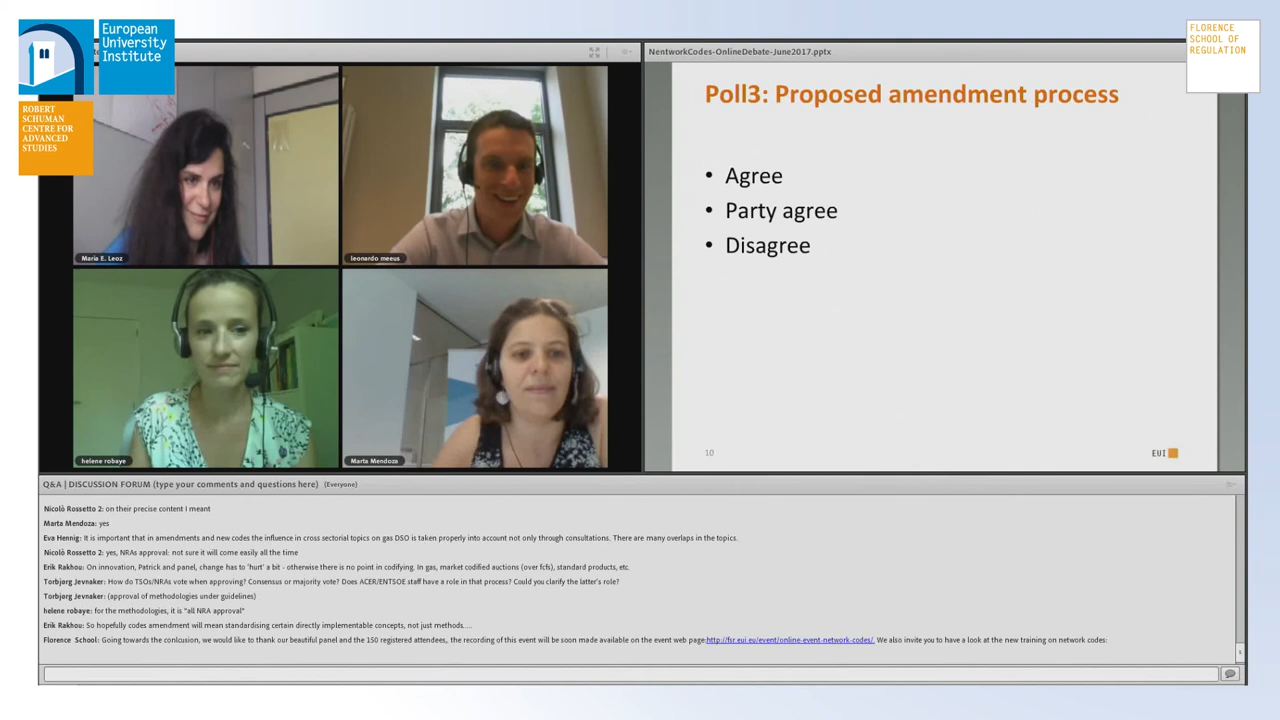 European
University
Institute
ROBERT
SCHUMAN
CENTRE FOR
ADVANCED
STUDIES
FLORENCE
SCHOOL OF
REGULATION
NentworkCodes-OnlineDebate-June2017.pptx
Maria E. Leoz
leonardo meeus
helene robaye
Marta Mendoza
Poll3: Proposed amendment process
• Agree
• Party agree
• Disagree
10
EUI
Q&A | DISCUSSION FORUM (type your comments and questions here) (Everyone)
Nicolò Rossetto 2: on their precise content I meant
Marta Mendoza: yes
Eva Hennig: It is important that in amendments and new codes the influence in cross sectorial topics on gas DSO is taken properly into account not only through consultations. There are many overlaps in the topics.
Nicolò Rossetto 2: yes, NRAs approval: not sure it will come easily all the time
Erik Rakhou: On innovation, Patrick and panel, change has to 'hurt' a bit - otherwise there is no point in codifying. In gas, market codified auctions (over fcfs), standard products, etc.
Torbjorg Jevnaker: How do TSOs/NRAs vote when approving? Consensus or majority vote? Does ACER/ENTSOE staff have a role in that process? Could you clarify the latter's role?
Torbjorg Jevnaker: (approval of methodologies under guidelines)
helene robaye: for the methodologies, it is "all NRA approval"
Erik Rakhou: So hopefully codes amendment will mean standardising certain directly implementable concepts, not just methods.....
Florence School: Going towards the conclusion, we would like to thank our beautiful panel and the 150 registered attendees, the recording of this event will be soon made available on the event web page:http://fsr.eui.eu/event/online-event-network-codes/. We also invite you to have a look at the new training on network codes: